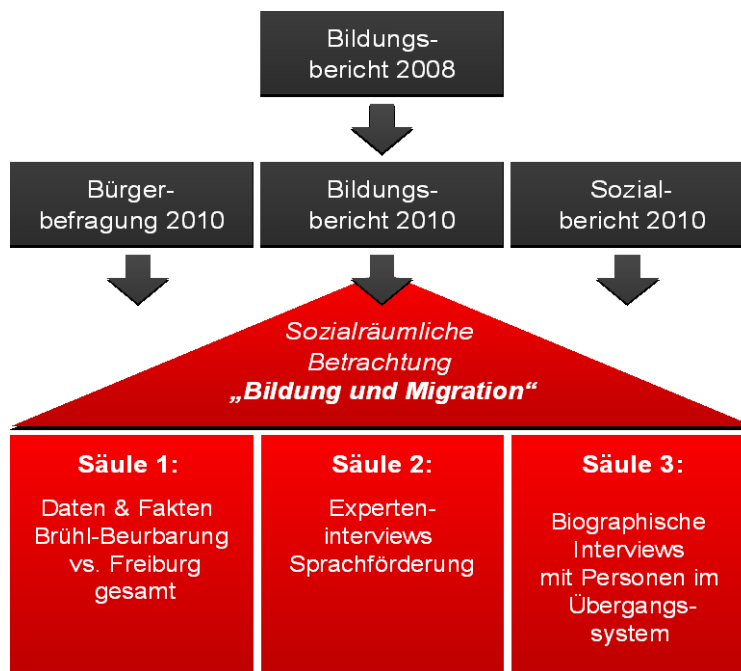 Bildungs-
bericht 2008
Bürger-
befragung 2010
Bildungs-
bericht 2010
Sozial-
bericht 2010
Sozialräumliche
Betrachtung
„Bildung und Migration“
Säule 1:
Daten & Fakten
Brühl-Beurbarung
vs. Freiburg
gesamt
Säule 2:
Experten-
interviews
Sprachförderung
Säule 3:
Biographische
Interviews
mit Personen im
Übergangs-
system